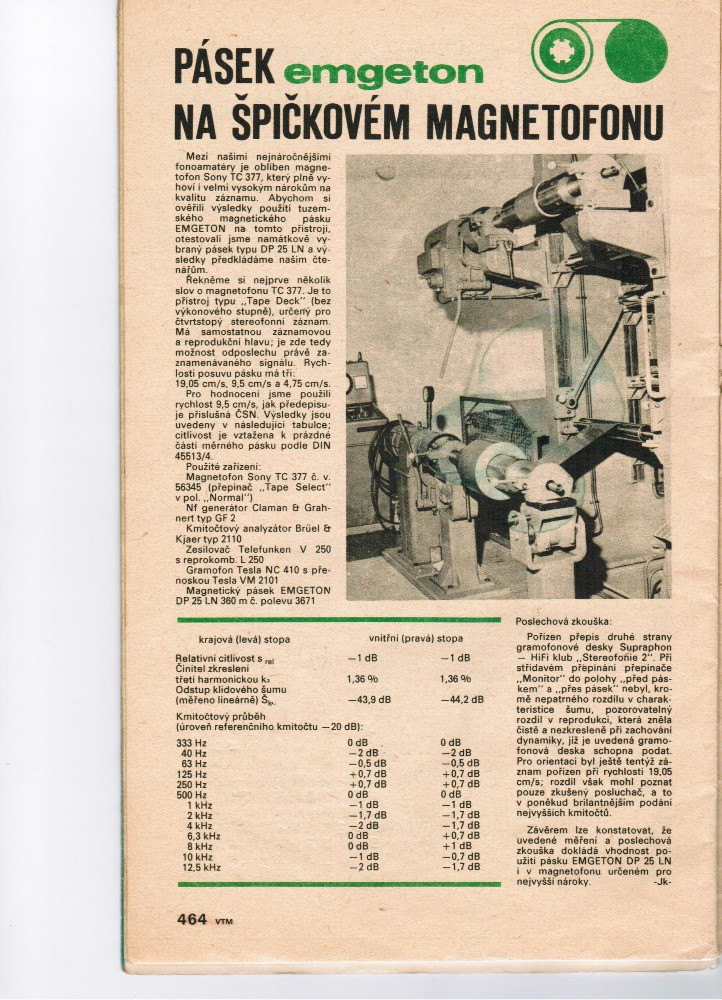 PÁSEK emgeton
NA ŠPIČKOVÉM MAGNETOFONU
Mezi našimi nejnáročnějšími
fonoamatéry je oblíben magne-
tofon Sony TC 377, který plně vy-
hoví i velmi vysokým nárokům na
kvalitu záznamu. Abychom si
ověřili výsledky použití tuzem-
ského magnetického pásku
EMGETON na tomto přístroji,
otestovali jsme namátkově vy-
braný pásek typu DP 25 LN a vý-
sledky předkládáme našim čte-
nářům.
Řekněme si nejprve několik
slov o magnetofonu TC 377. Je to
přístroj typu „Tape Deck" (bez
výkonového stupně), určený pro
čtvrtstopý stereofonní záznam.
Má samostatnou záznamovou
a reprodukční hlavu; je zde tedy
možnost odposlechu právě za-
znamenávaného signálu. Rych-
losti posuvu pásku má tři:
19,05 cm/s, 9,5 cm/s a 4,75 cm/s.
Pro hodnocení jsme použili
rychlost 9,5 cm/s, jak předepisu-
je příslušná ČSN. Výsledky jsou
uvedeny v následující tabulce;
citlivost je vztažena k prázdné
části měrného pásku podle DIN
45513/4.
Použité zařízení:
Magnetofon Sony TC 377 č. v.
56345 (přepínač „Tape Select"
v pol. „Normal")
Nf generátor Claman & Grah-
nert typ GF 2
Kmitočtový analyzátor Brüel &
Kjaer typ 2110
Zesilovač Telefunken V 250
s reprokomb. L 250
Gramofon Tesla NC 410 s pře-
noskou Tesla VM 2101
Magnetický pásek EMGETON
DP 25 LN 360 m č. polevu 3671
krajová (levá) stopa vnitřní (pravá) stopa
Relativní citlivost s rel −1 dB −1 dB
Činitel zkreslení
třetí harmonickou k₃ 1,36 % 1,36 %
Odstup klidového šumu
(měřeno lineárně) Škl. −43,9 dB −44,2 dB
Kmitočtový průběh
(úroveň referenčního kmitočtu −20 dB):
333 Hz 0 dB 0 dB
40 Hz −2 dB −2 dB
63 Hz −0,5 dB −0,5 dB
125 Hz +0,7 dB +0,7 dB
250 Hz +0,7 dB +0,7 dB
500 Hz 0 dB 0 dB
1 kHz −1 dB −1 dB
2 kHz −1,7 dB −1,7 dB
4 kHz −2 dB −1,7 dB
6,3 kHz 0 dB +0,7 dB
8 kHz 0 dB +1 dB
10 kHz −1 dB −0,7 dB
12,5 kHz −2 dB −1,7 dB
Poslechová zkouška:
Pořízen přepis druhé strany
gramofonové desky Supraphon
— HiFi klub „Stereofonie 2". Při
střídavém přepínání přepínače
„Monitor" do polohy „před pás-
kem" a „přes pásek" nebyl, kro-
mě nepatrného rozdílu v charak-
teristice šumu, pozorovatelný
rozdíl v reprodukci, která zněla
čistě a nezkresleně při zachování
dynamiky, jíž je uvedená gramo-
fonová deska schopna podat.
Pro orientaci byl ještě tentýž zá-
znam pořízen při rychlosti 19,05
cm/s; rozdíl však mohl poznat
pouze zkušený posluchač, a to
v poněkud brilantnějším podání
nejvyšších kmitočtů.
Závěrem lze konstatovat, že
uvedené měření a poslechová
zkouška dokládá vhodnost po-
užití pásku EMGETON DP 25 LN
i v magnetofonu určeném pro
nejvyšší nároky. -Jk-
464 VTM